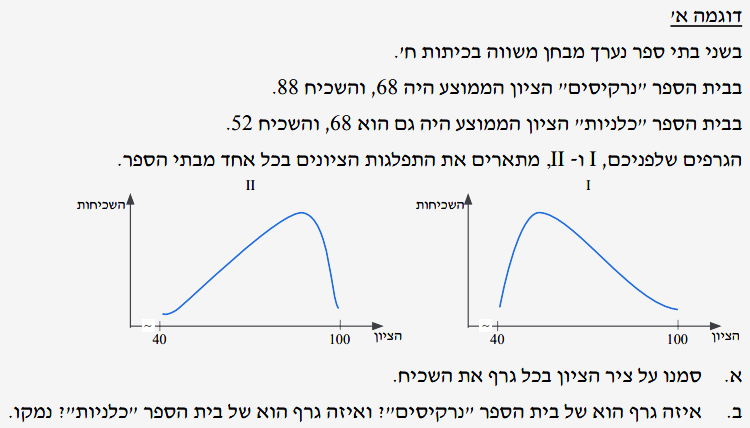 דוגמה א׳
בשני בתי ספר נערך מבחן משווה בכיתות ח׳.
בבית הספר ״נרקיסים״ הציון הממוצע היה 68, והשכיח 88.
בבית הספר ״כלניות״ הציון הממוצע היה גם הוא 68, והשכיח 52.
הגרפים שלפניכם, I ו- II, מתארים את התפלגות הציונים בכל אחד מבתי הספר.
I
השכיחות
~
40
100
הציון
II
השכיחות
~
40
100
הציון
א. סמנו על ציר הציון בכל גרף את השכיח.
ב. איזה גרף הוא של בית הספר ״נרקיסים״? ואיזה גרף הוא של בית הספר ״כלניות״? נמקו.